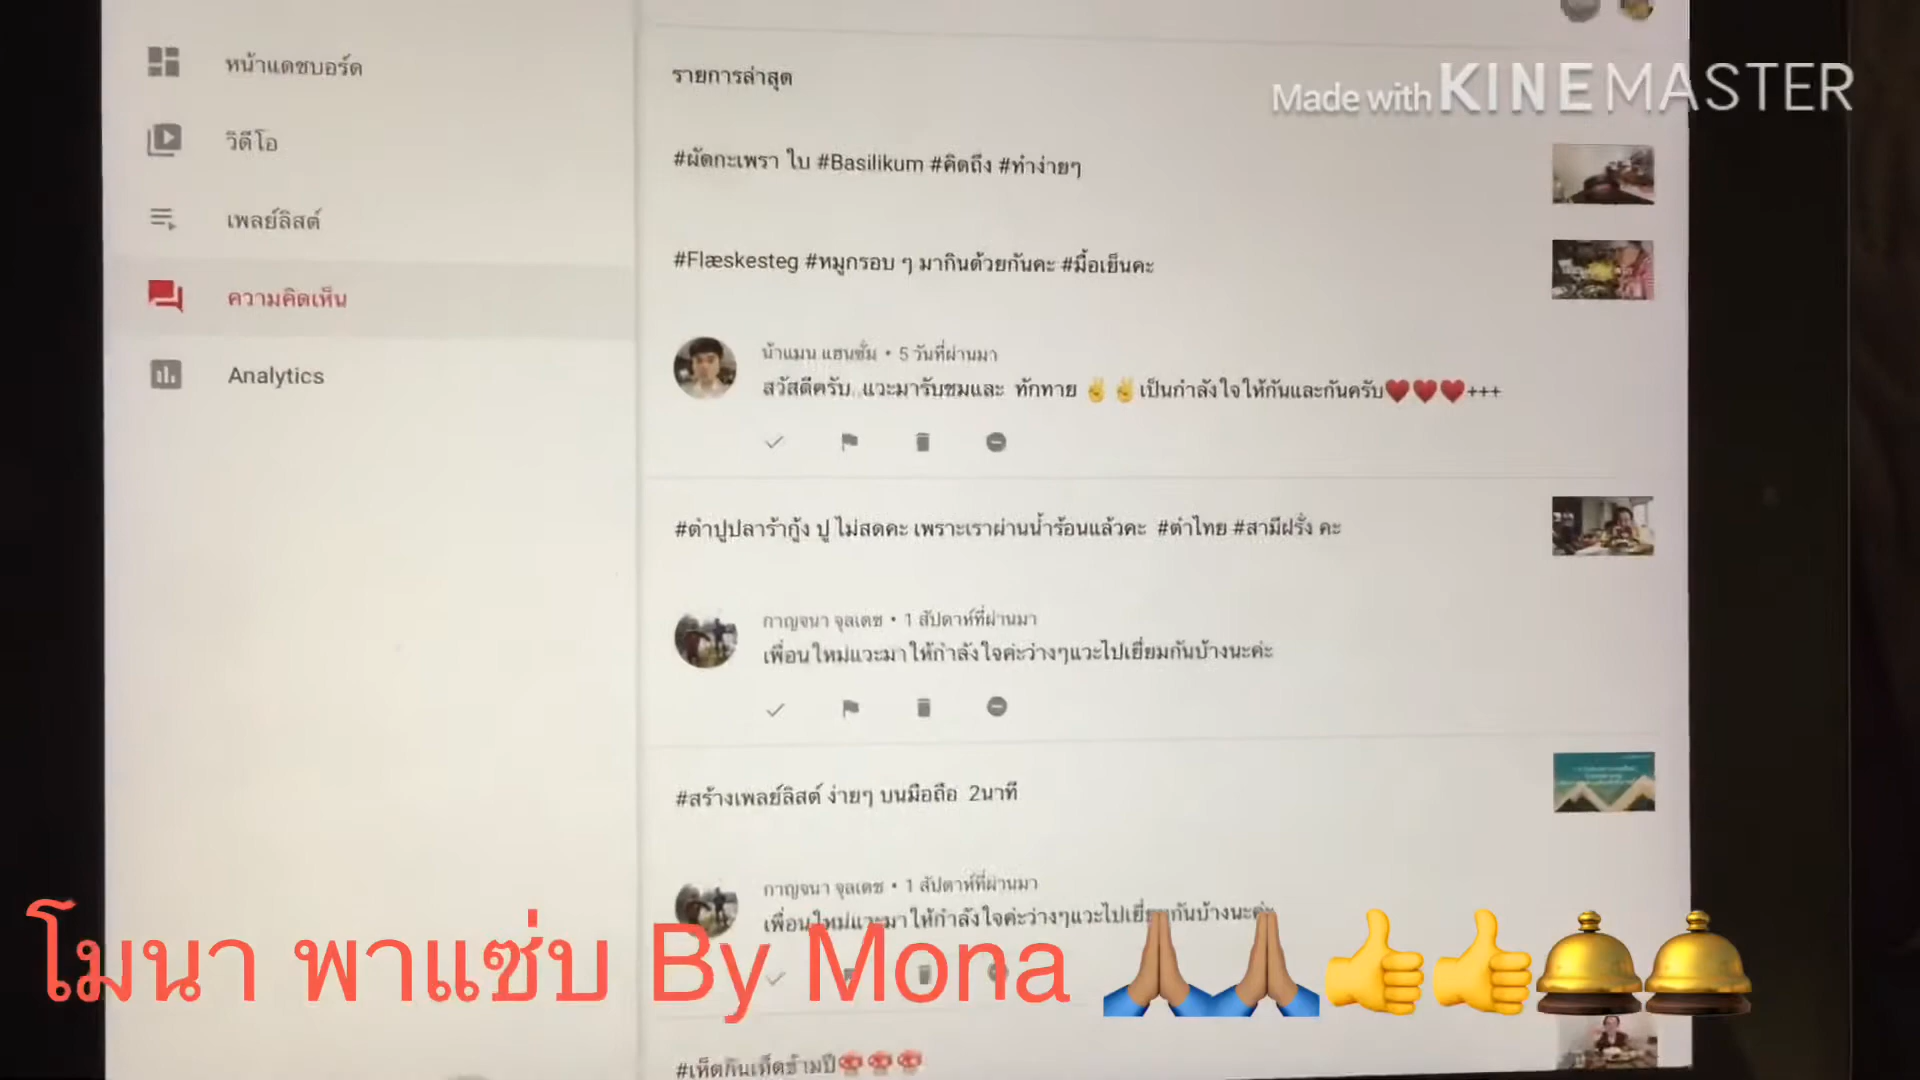 หน้าแดชบอร์ด
วิดีโอ
เพลย์ลิสต์
ความคิดเห็น
Analytics
รายการล่าสุด
Made with KINEMASTER
#ผัดกะเพรา ใบ #Basilikum #คิดถึง #ทำง่ายๆ
#Flæskesteg #หมูกรอบ ๆ มากินด้วยกันคะ #มื้อเย็นคะ
น้าแมน แฮนซั่ม • 5 วันที่ผ่านมา
สวัสดีครับ แวะมารับชมและ ทักทาย ✌️✌️เป็นกำลังใจให้กันและกันครับ♥️♥️♥️+++
#ตำปูปลาร้ากู้ง ปู ไม่สดคะ เพราะเราผ่านน้ำร้อนแล้วคะ #ตำไทย #สามีฝรั่ง คะ
กาญจนา จุลเดช • 1 สัปดาห์ที่ผ่านมา
เพื่อนใหม่แวะมาให้กำลังใจค่ะว่างๆแวะไปเยี่ยมกันบ้างนะค่ะ
#สร้างเพลย์ลิสต์ ง่ายๆ บนมือถือ 2นาที
กาญจนา จุลเดช • 1 สัปดาห์ที่ผ่านมา
เพื่อนใหม่แวะมาให้กำลังใจค่ะว่างๆแวะไปเยี่ยมกันบ้างนะค่ะ
โมนา พาแซ่บ By Mona 🙏🏽🙏🏽👍👍🛎️🛎️